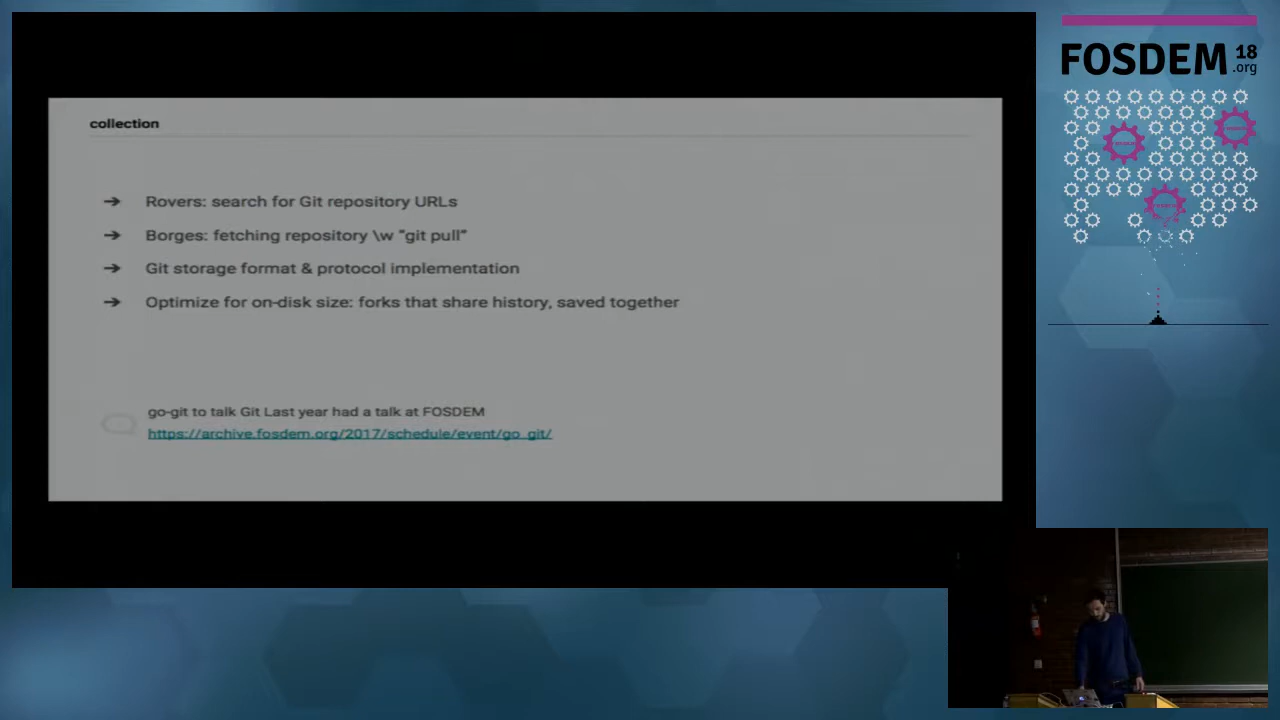 collection
→ Rovers: search for Git repository URLs
→ Borges: fetching repository \w "git pull"
→ Git storage format & protocol implementation
→ Optimize for on-disk size: forks that share history, saved together
go-git to talk Git Last year had a talk at FOSDEM
https://archive.fosdem.org/2017/schedule/event/go_git/
FOSDEM 18
.org